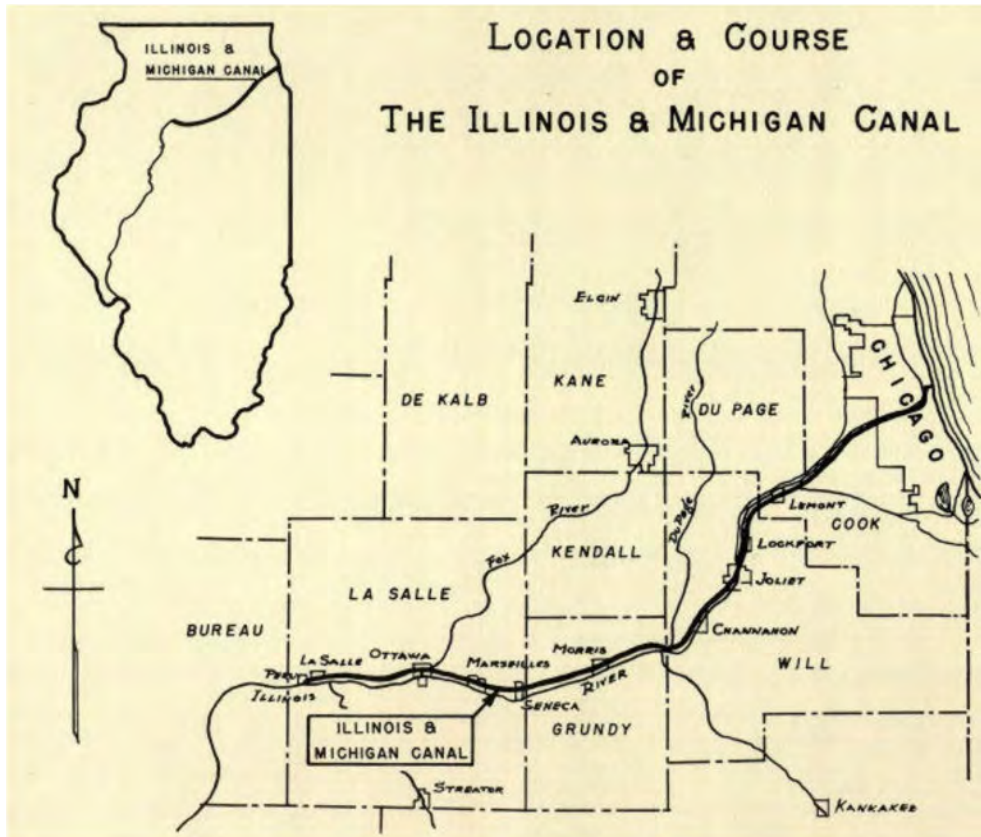 ILLINOIS &
MICHIGAN CANAL
LOCATION & COURSE
OF
THE ILLINOIS & MICHIGAN CANAL
N
ELGIN
KANE
DE KALB
River
DU PAGE
CHICAGO
AURORA
LEMONT
COOK
River
Du Page
LOCKPORT
KENDALL
Fox
JOLIET
LA SALLE
CHANNAHON
BUREAU
MORRIS
WILL
OTTAWA
LA SALLE
MARSEILLES
PERU
RIVER
ILLINOIS
SENECA
GRUNDY
ILLINOIS &
MICHIGAN CANAL
STREATOR
KANKAKEE